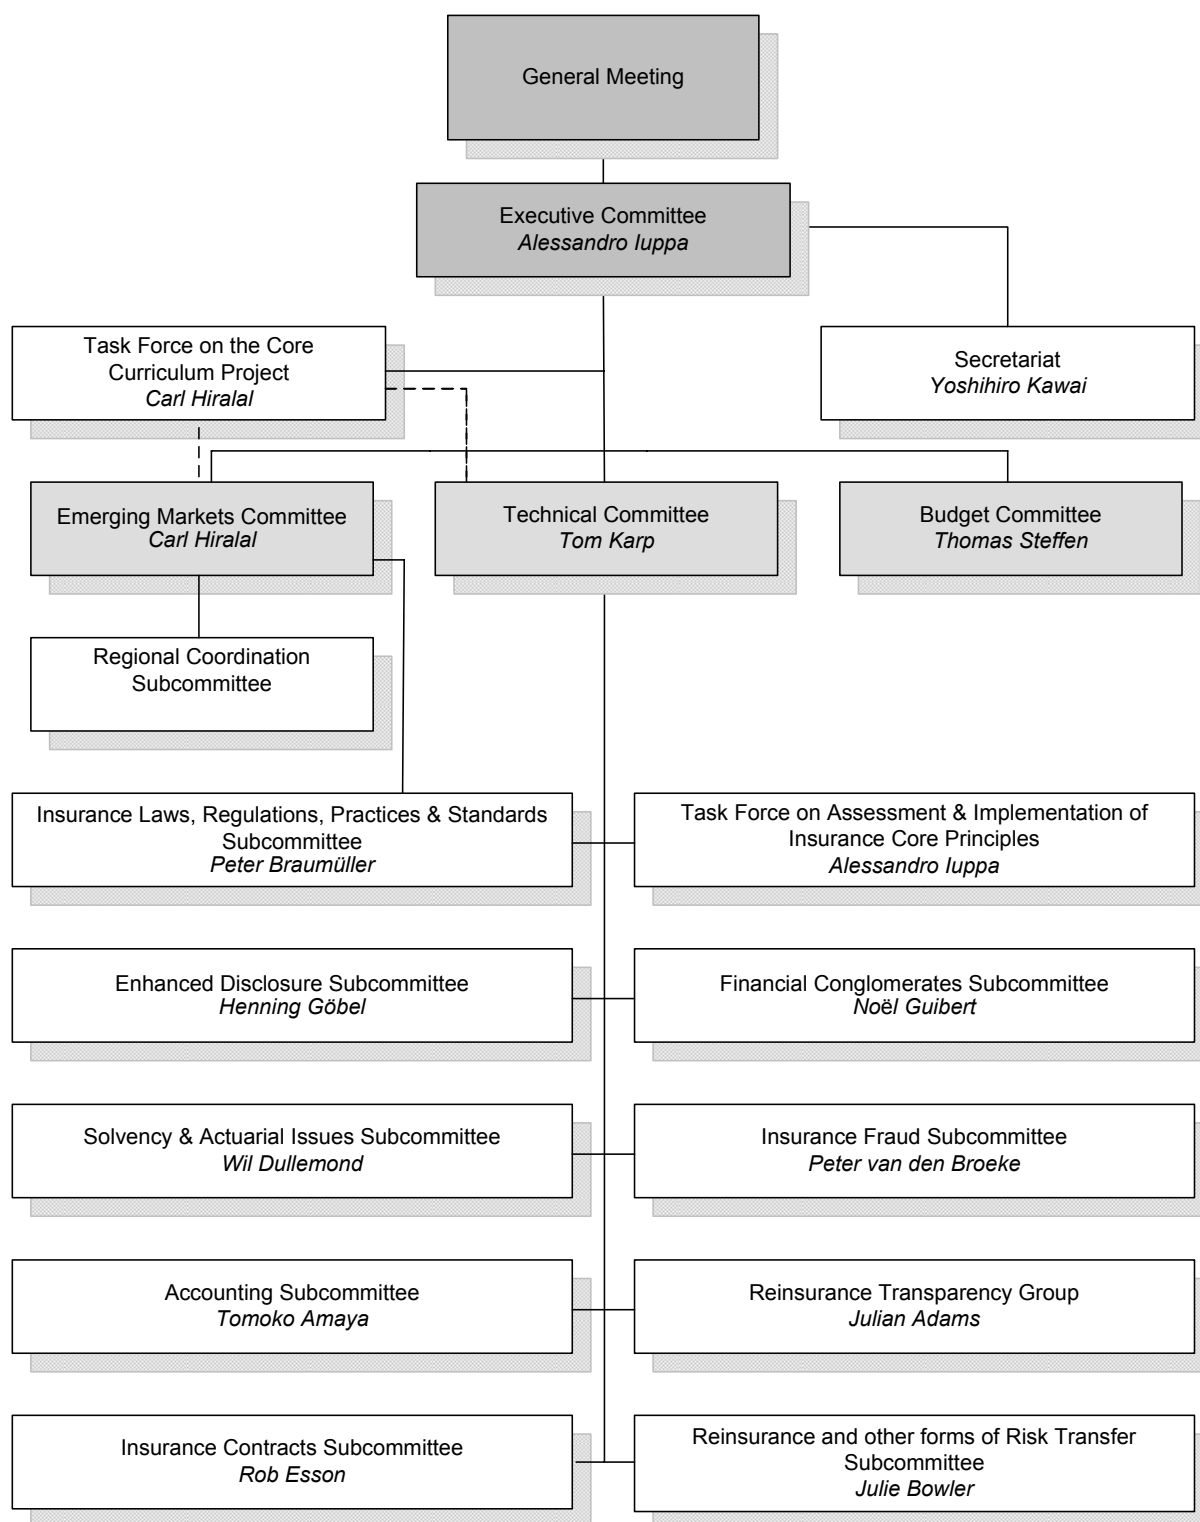 General Meeting
Executive Committee
Alessandro Iuppa
Task Force on the Core
Curriculum Project
Carl Hiralal
Secretariat
Yoshihiro Kawai
Emerging Markets Committee
Carl Hiralal
Technical Committee
Tom Karp
Budget Committee
Thomas Steffen
Regional Coordination
Subcommittee
Insurance Laws, Regulations, Practices & Standards
Subcommittee
Peter Braumüller
Task Force on Assessment & Implementation of
Insurance Core Principles
Alessandro Iuppa
Enhanced Disclosure Subcommittee
Henning Göbel
Financial Conglomerates Subcommittee
Noël Guibert
Solvency & Actuarial Issues Subcommittee
Wil Dullemond
Insurance Fraud Subcommittee
Peter van den Broeke
Accounting Subcommittee
Tomoko Amaya
Reinsurance Transparency Group
Julian Adams
Insurance Contracts Subcommittee
Rob Esson
Reinsurance and other forms of Risk Transfer
Subcommittee
Julie Bowler